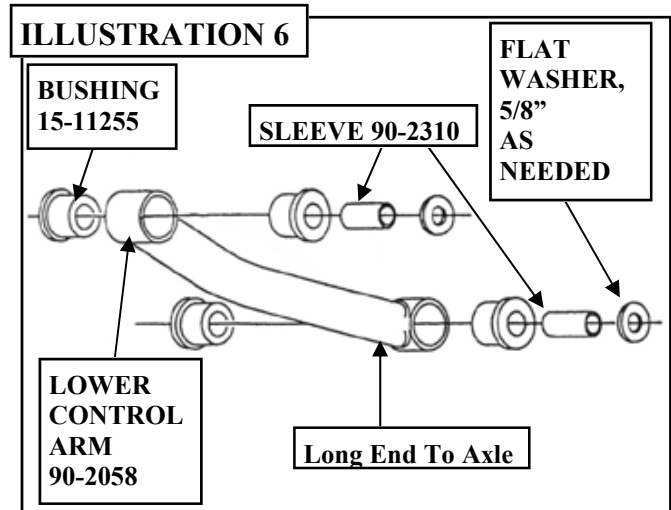 ILLUSTRATION 6
BUSHING
15-11255
SLEEVE 90-2310
FLAT
WASHER,
5/8”
AS
NEEDED
LOWER
CONTROL
ARM
90-2058
Long End To Axle